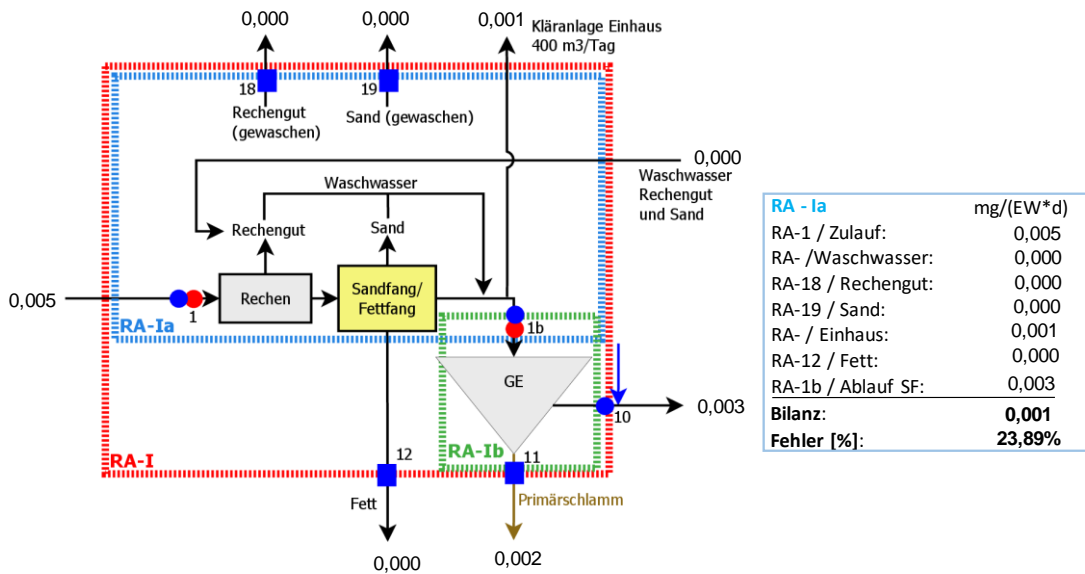 0,000
0,000
0,001
Kläranlage Einhaus
400 m3/Tag
18
19
Rechengut
(gewaschen)
Sand (gewaschen)
0,000
Waschwasser
Rechengut
und Sand
Waschwasser
Rechengut
Sand
0,005
1
Rechen
Sandfang/
Fettfang
RA-Ia
1b
GE
10
0,003
RA-I
12
RA-Ib
11
Fett
Primärschlamm
0,000
0,002
RA - Ia mg/(EW*d)
RA-1 / Zulauf: 0,005
RA- /Waschwasser: 0,000
RA-18 / Rechengut: 0,000
RA-19 / Sand: 0,000
RA- / Einhaus: 0,001
RA-12 / Fett: 0,000
RA-1b / Ablauf SF: 0,003
Bilanz: 0,001
Fehler [%]: 23,89%